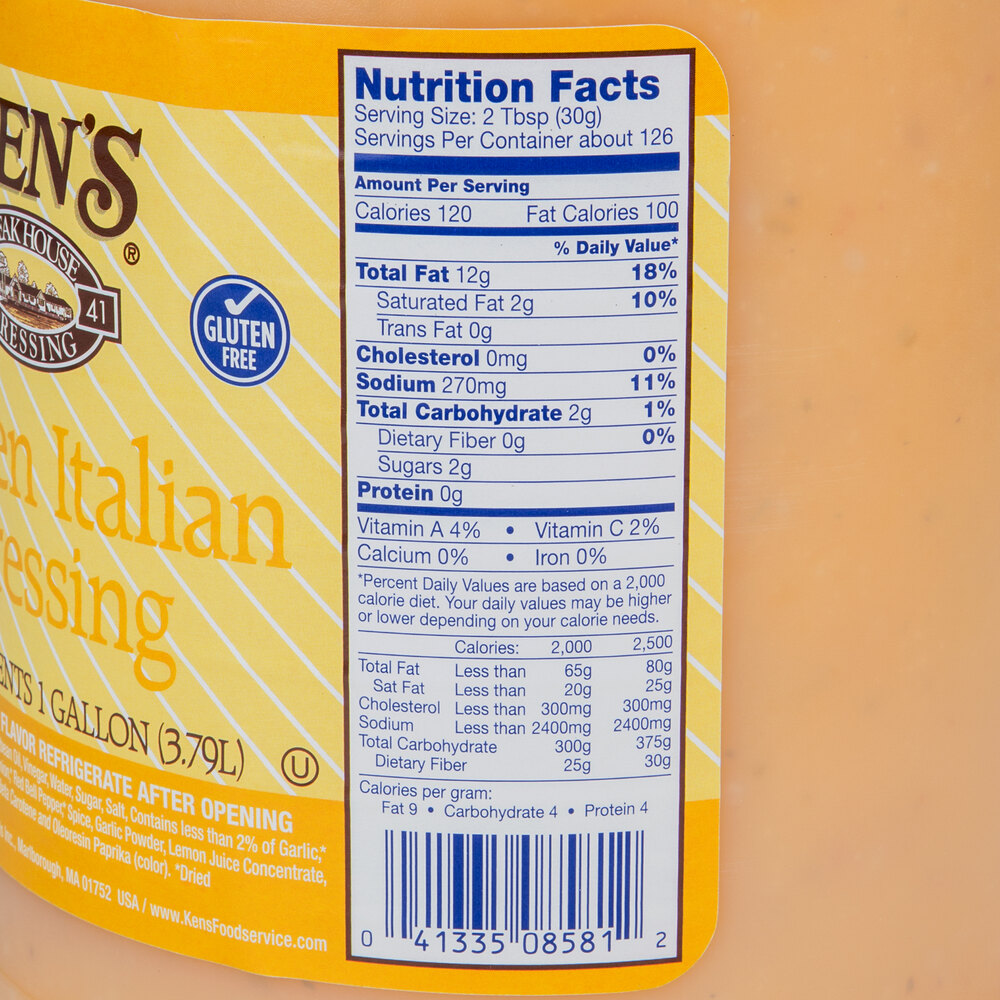 EN'S
®
EAK HOUSE
41
RESSING
GLUTEN
FREE
en Italian
essing
ENTS 1 GALLON (3.79L)
U
FLAVOR REFRIGERATE AFTER OPENING
bean Oil, Vinegar, Water, Sugar, Salt, Contains less than 2% of Garlic,*
Red Bell Pepper,* Spice, Garlic Powder, Lemon Juice Concentrate,
Beta Carotene and Oleoresin Paprika (color). *Dried
Inc., Marlborough, MA 01752 USA / www.KensFoodservice.com
Nutrition Facts
Serving Size: 2 Tbsp (30g)
Servings Per Container about 126
Amount Per Serving
Calories 120 Fat Calories 100
% Daily Value*
Total Fat 12g 18%
Saturated Fat 2g 10%
Trans Fat 0g
Cholesterol 0mg 0%
Sodium 270mg 11%
Total Carbohydrate 2g 1%
Dietary Fiber 0g 0%
Sugars 2g
Protein 0g
Vitamin A 4% • Vitamin C 2%
Calcium 0% • Iron 0%
*Percent Daily Values are based on a 2,000
calorie diet. Your daily values may be higher
or lower depending on your calorie needs.
Calories: 2,000 2,500
Total Fat Less than 65g 80g
Sat Fat Less than 20g 25g
Cholesterol Less than 300mg 300mg
Sodium Less than 2400mg 2400mg
Total Carbohydrate 300g 375g
Dietary Fiber 25g 30g
Calories per gram:
Fat 9 • Carbohydrate 4 • Protein 4
0 41335 08581 2